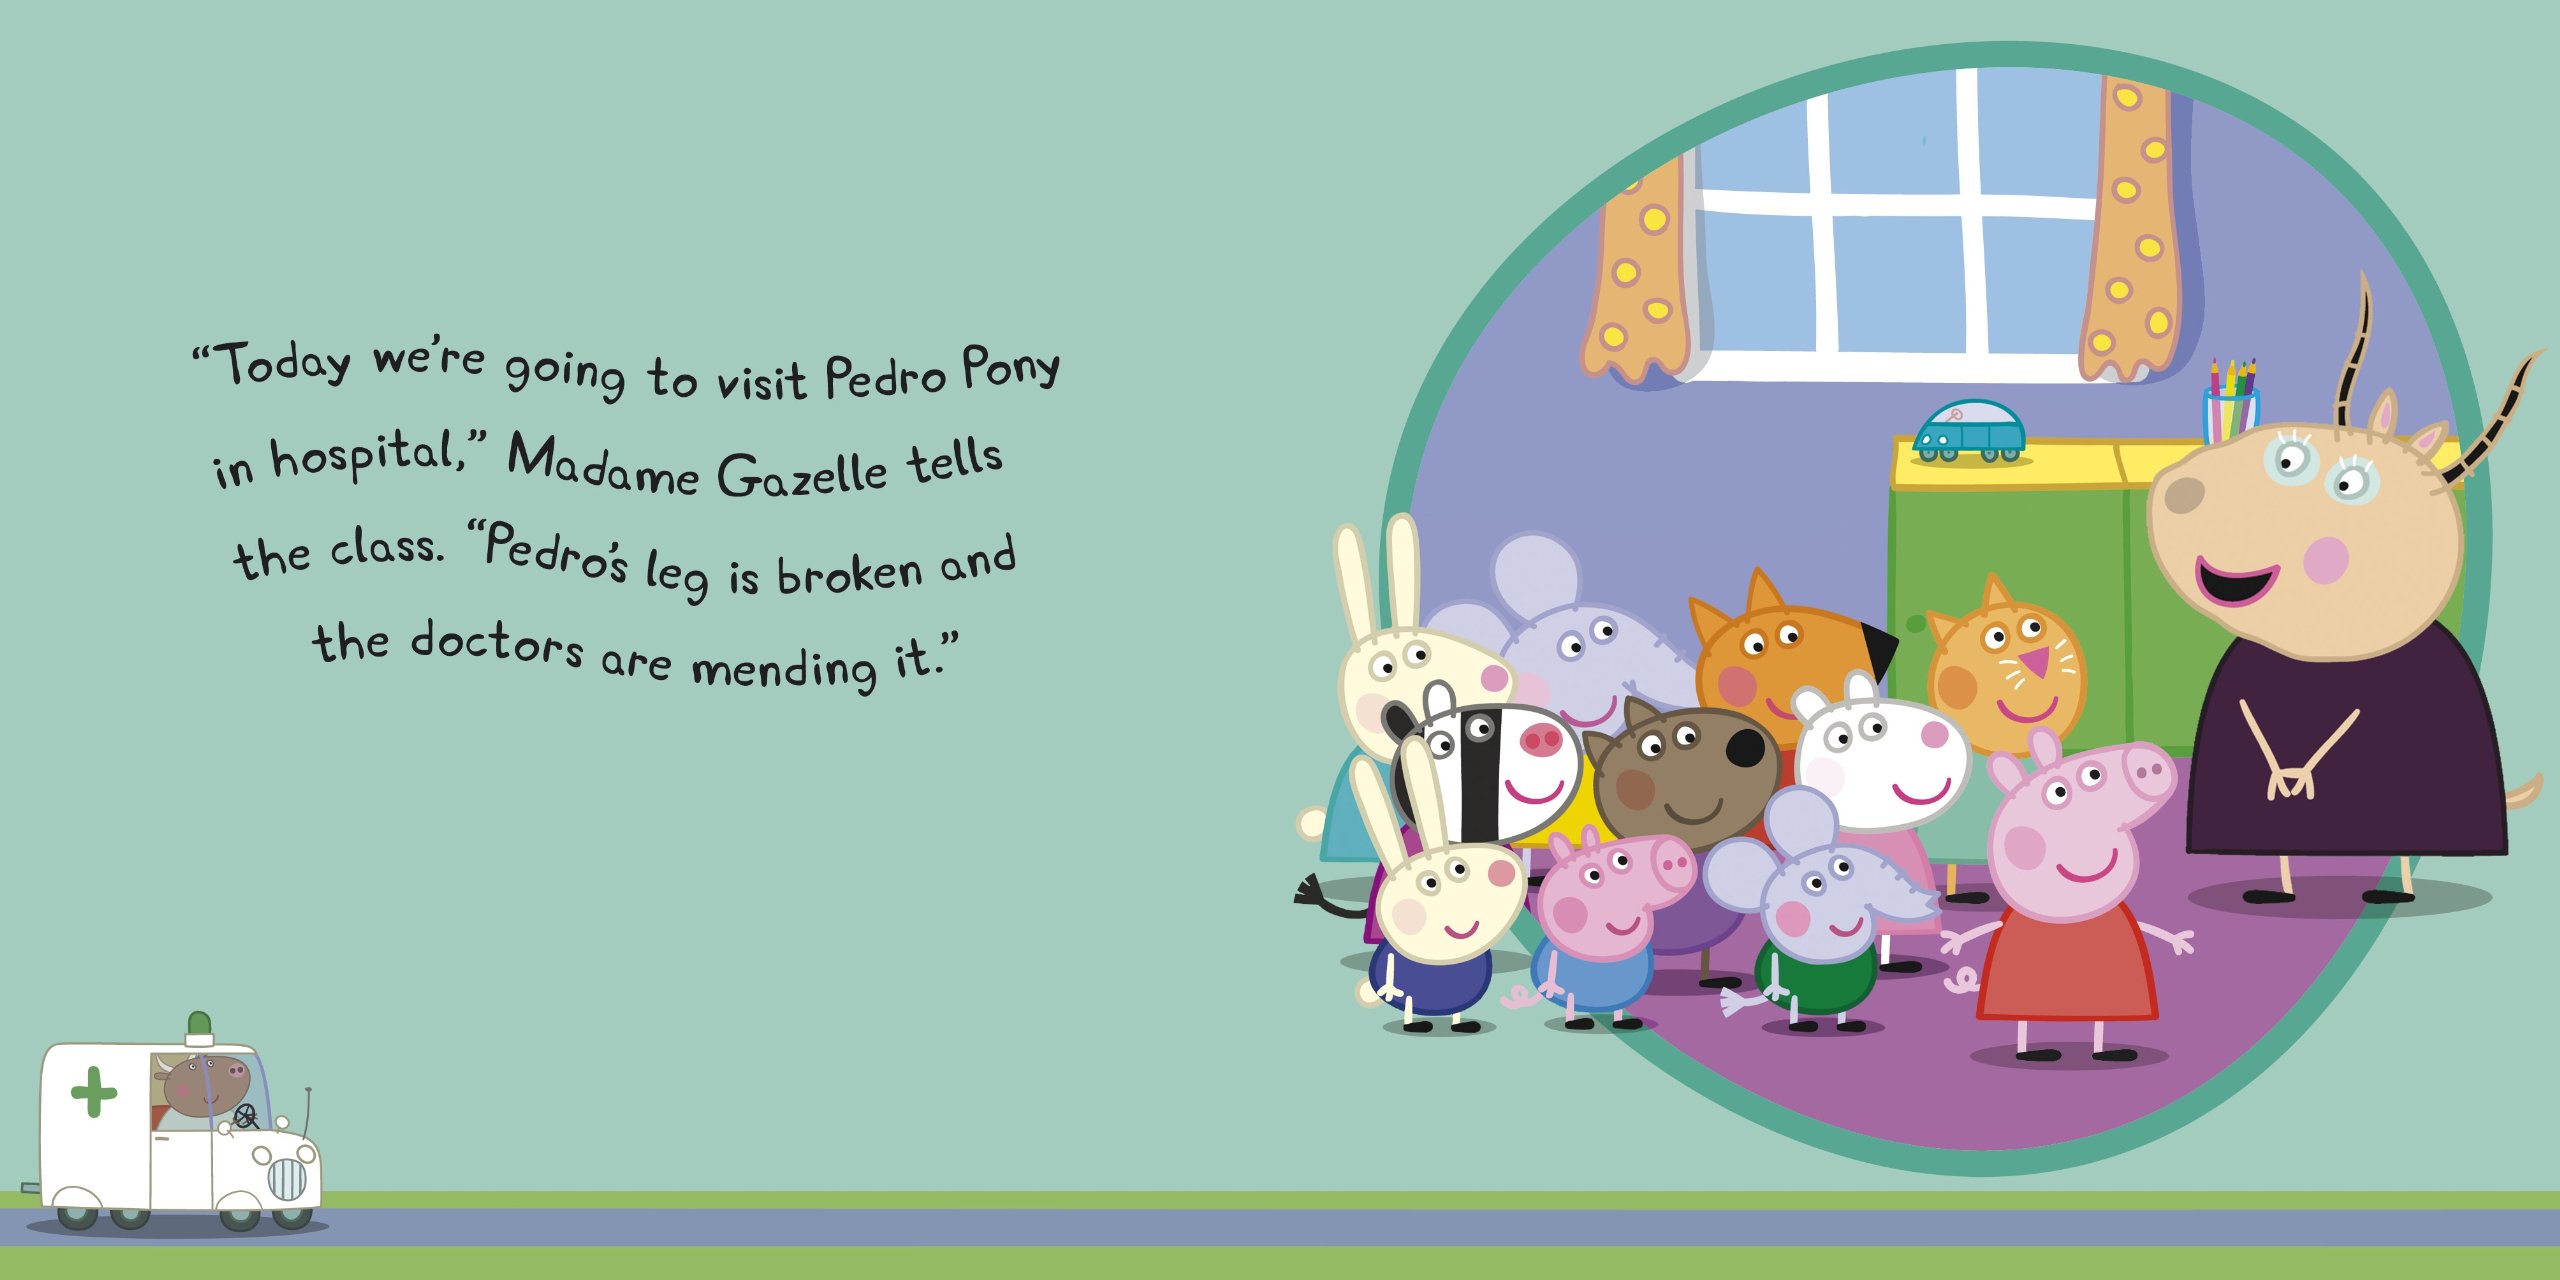 “Today we’re going to visit Pedro Pony
in hospital,” Madame Gazelle tells
the class. “Pedro’s leg is broken and
the doctors are mending it.”